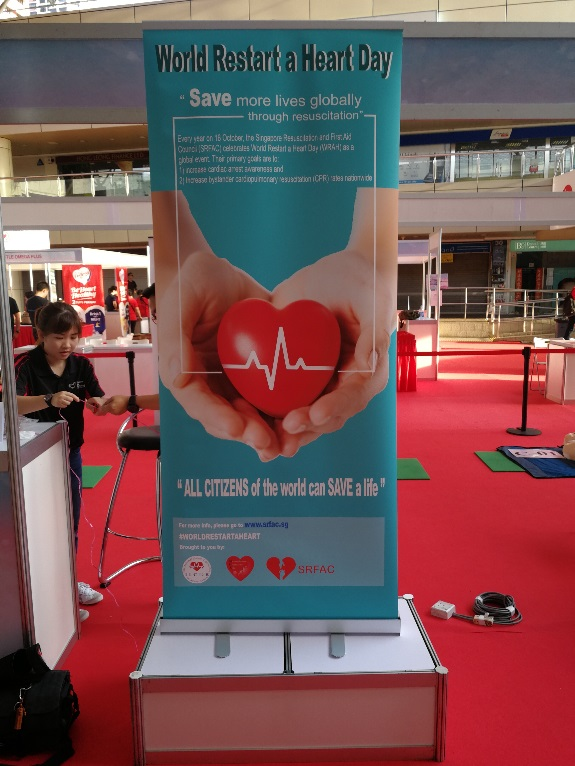 World Restart a Heart Day
“ Save more lives globally
through resuscitation”
Every year on 16 October, the Singapore Resuscitation and First Aid
Council (SRFAC) celebrates World Restart a Heart Day (WRAH) as a
global event. Their primary goals are to:
1) increase cardiac arrest awareness and
2) Increase bystander cardiopulmonary resuscitation (CPR) rates nationwide
“ ALL CITIZENS of the world can SAVE a life ”
For more info, please go to www.srfac.sg
#WORLDRESTARTAHEART
Brought to you by:
SRFAC